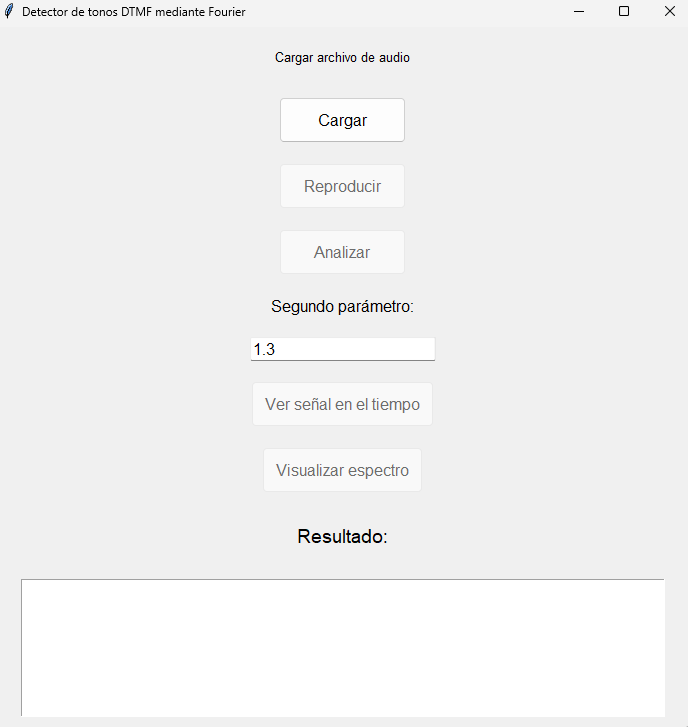 Detector de tonos DTMF mediante Fourier
Cargar archivo de audio
Cargar
Reproducir
Analizar
Segundo parámetro:
1.3
Ver señal en el tiempo
Visualizar espectro
Resultado: